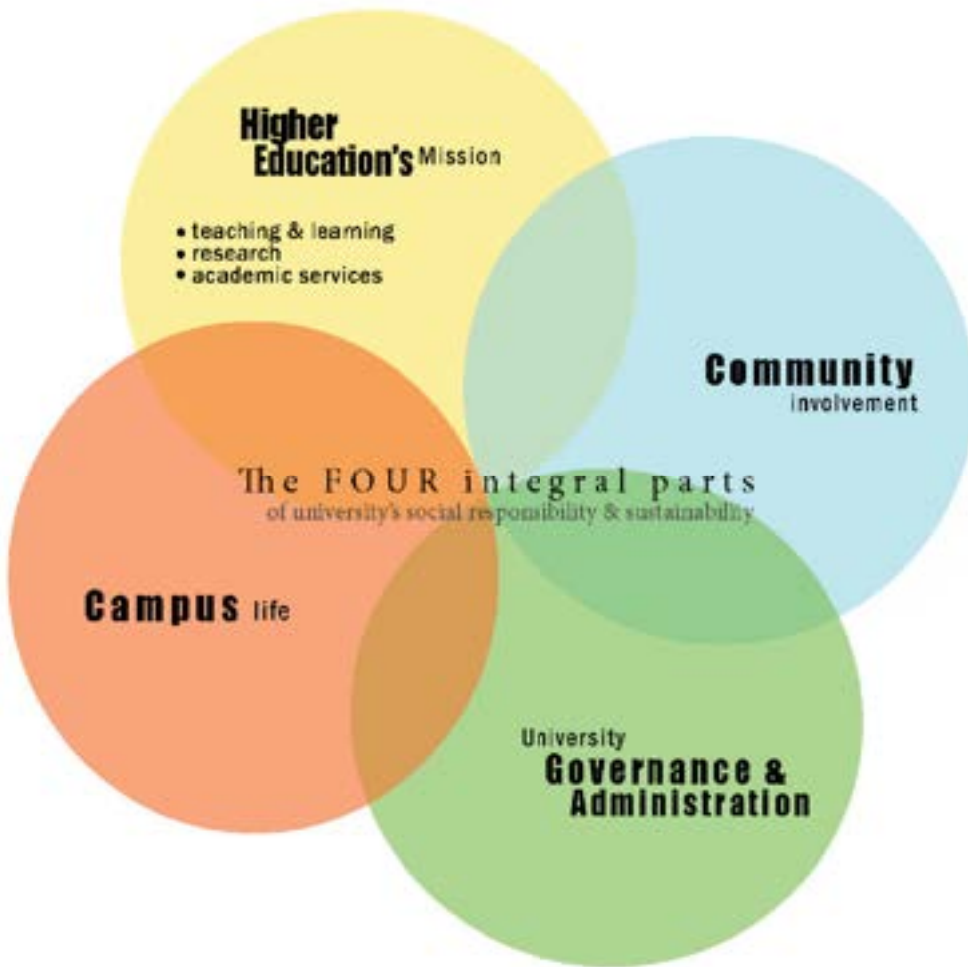 Higher
Education's Mission
• teaching & learning
• research
• academic services
Community
involvement
The FOUR integral parts
of university's social responsibility & sustainability
Campus life
University
Governance &
Administration